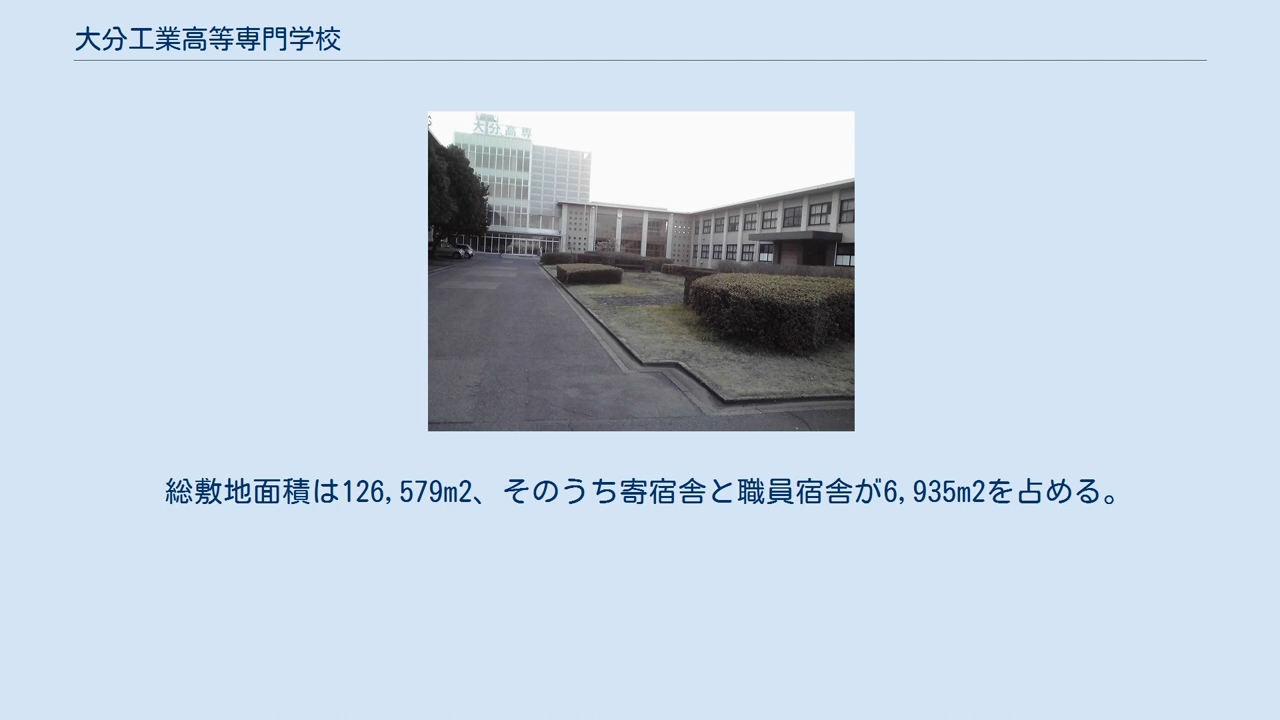 大分工業高等専門学校
大分高専
総敷地面積は126,579m2、そのうち寄宿舎と職員宿舎が6,935m2を占める。